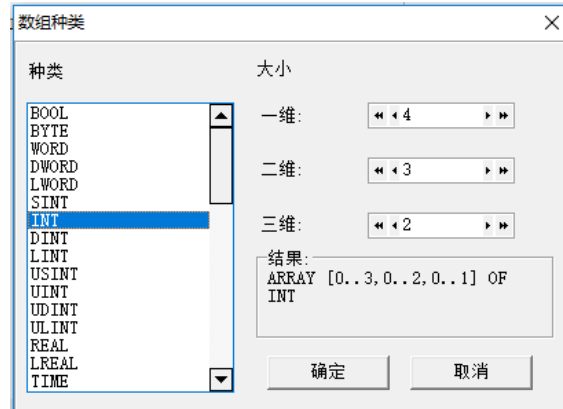 数组种类
种类
大小
BOOL
BYTE
WORD
DWORD
LWORD
SINT
INT
DINT
LINT
USINT
UINT
UDINT
ULINT
REAL
LREAL
TIME
一维: 4
二维: 3
三维: 2
结果:
ARRAY [0..3,0..2,0..1] OF
INT
确定
取消